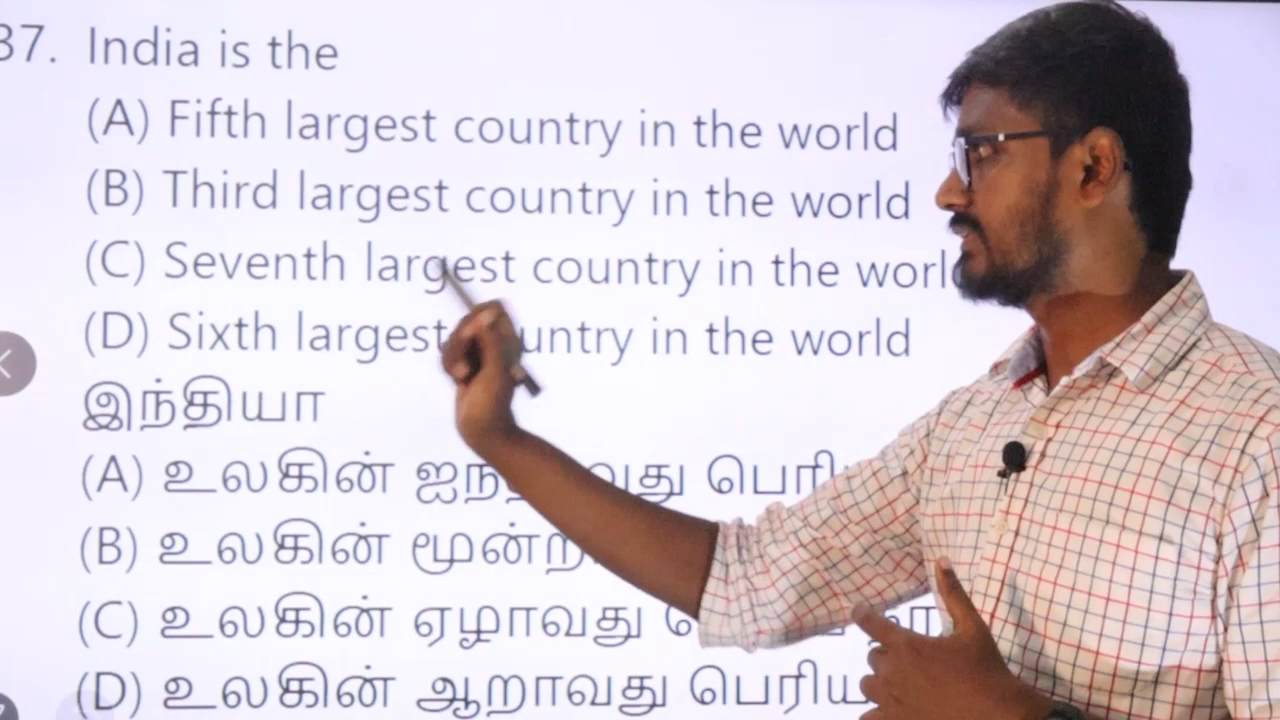 37. India is the
(A) Fifth largest country in the world
(B) Third largest country in the world
(C) Seventh largest country in the
(D) Sixth largest in the world
இந்தியா
(A) உலகின்
(B) உலகின்
(C) உலகின் ஏழாவது
(D) உலகின் ஆறாவது